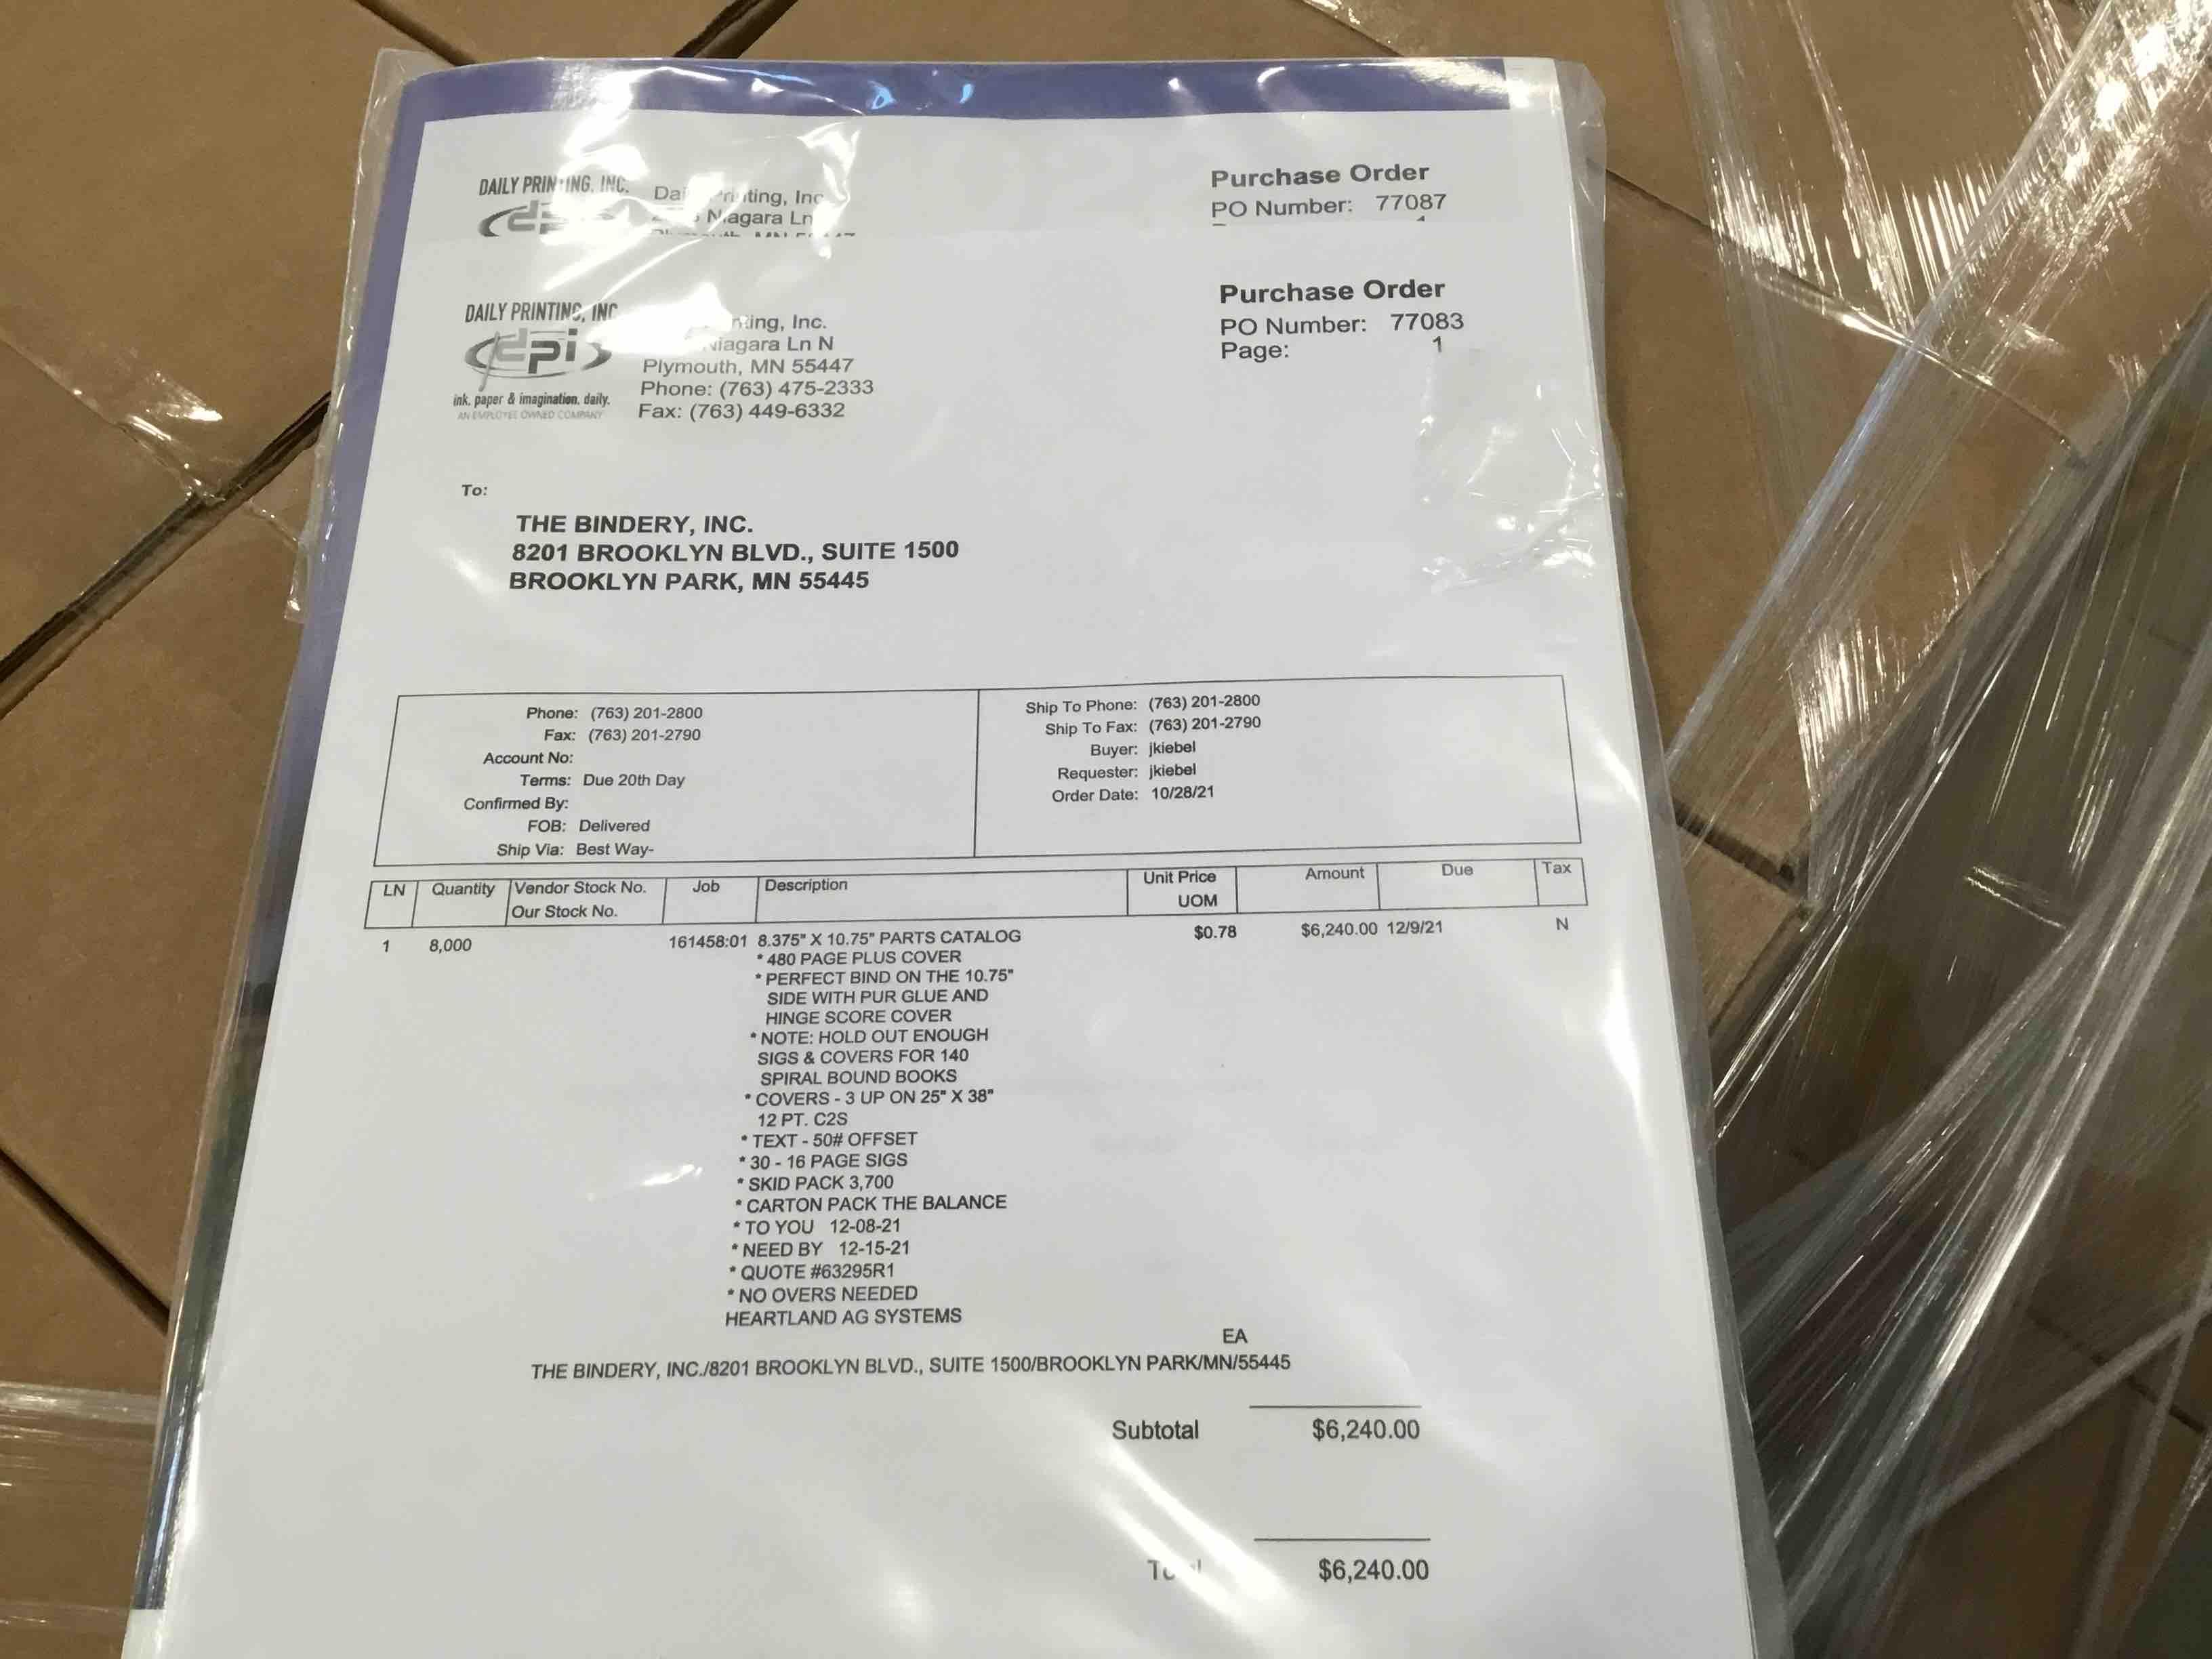 DAILY PRINTING, INC.
Niagara Ln
Purchase Order
PO Number: 77087
DAILY PRINTING, INC
dpi
ink, paper & imagination, daily.
AN EMPLOYEE OWNED COMPANY
Inc.
Ln N
Plymouth, MN 55447
Phone: (763) 475-2333
Fax: (763) 449-6332
Purchase Order
PO Number: 77083
Page: 1
To:
THE BINDERY, INC.
8201 BROOKLYN BLVD., SUITE 1500
BROOKLYN PARK, MN 55445
Phone: (763) 201-2800
Fax: (763) 201-2790
Account No:
Terms: Due 20th Day
Confirmed By:
FOB: Delivered
Ship Via: Best Way-
Ship To Phone: (763) 201-2800
Ship To Fax: (763) 201-2790
Buyer: jkiebel
Requester: jkiebel
Order Date: 10/28/21
LN Quantity Vendor Stock No. Job Description Unit Price Amount Due Tax
Our Stock No. UOM
1 8,000 161458:01 8.375" X 10.75" PARTS CATALOG $0.78 $6,240.00 12/9/21 N
* 480 PAGE PLUS COVER
* PERFECT BIND ON THE 10.75"
SIDE WITH PUR GLUE AND
HINGE SCORE COVER
* NOTE: HOLD OUT ENOUGH
SIGS & COVERS FOR 140
SPIRAL BOUND BOOKS
* COVERS - 3 UP ON 25" X 38"
12 PT. C2S
* TEXT - 50# OFFSET
* 30 - 16 PAGE SIGS
* SKID PACK 3,700
* CARTON PACK THE BALANCE
* TO YOU 12-08-21
* NEED BY 12-15-21
* QUOTE #63295R1
* NO OVERS NEEDED
HEARTLAND AG SYSTEMS
EA
THE BINDERY, INC./8201 BROOKLYN BLVD., SUITE 1500/BROOKLYN PARK/MN/55445
Subtotal $6,240.00
$6,240.00